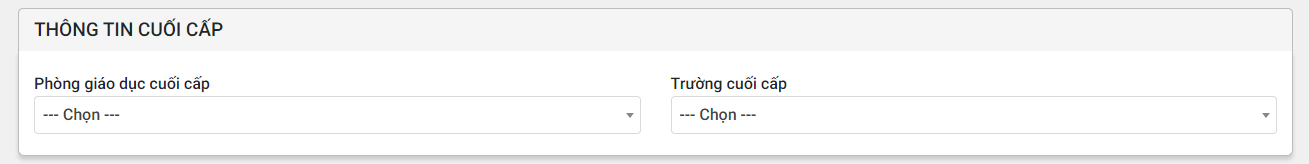 THÔNG TIN CUỐI CẤP
Phòng giáo dục cuối cấp
Trường cuối cấp
--- Chọn ---
--- Chọn ---